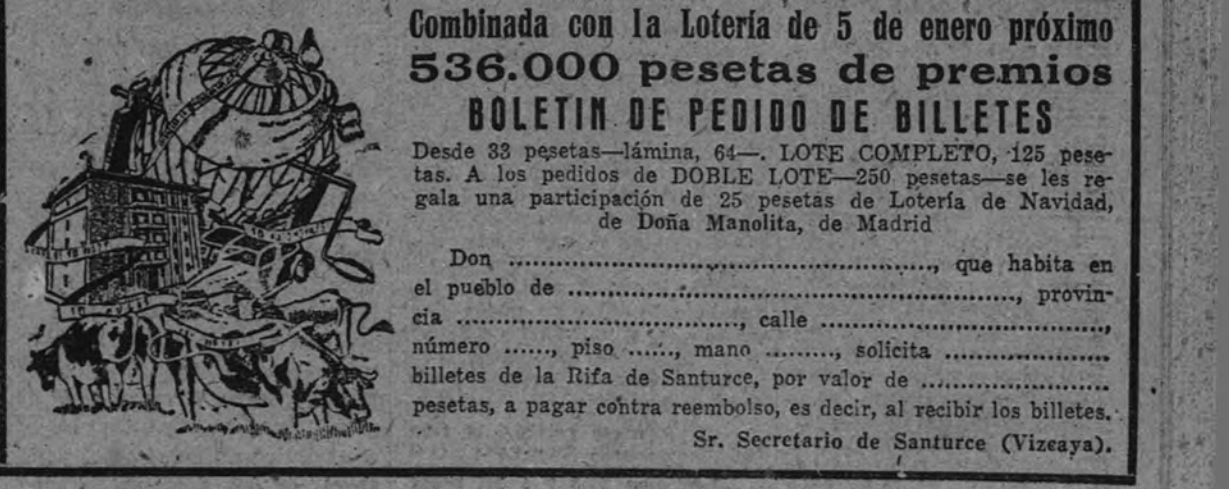 Combinada con la Lotería de 5 de enero próximo
536.000 pesetas de premios
BOLETIN DE PEDIDO DE BILLETES
Desde 33 pesetas—lámina, 64—. LOTE COMPLETO, 125 pese-
tas. A los pedidos de DOBLE LOTE—250 pesetas—se les re-
gala una participación de 25 pesetas de Lotería de Navidad,
de Doña Manolita, de Madrid
Don ............................................, que habita en
el pueblo de ................................................, provin-
cia ................................, calle ................................,
número ......, piso ......, mano ........., solicita ...................
billetes de la Rifa de Santurce, por valor de ......................
pesetas, a pagar contra reembolso, es decir, al recibir los billetes.
Sr. Secretario de Santurce (Vizcaya).